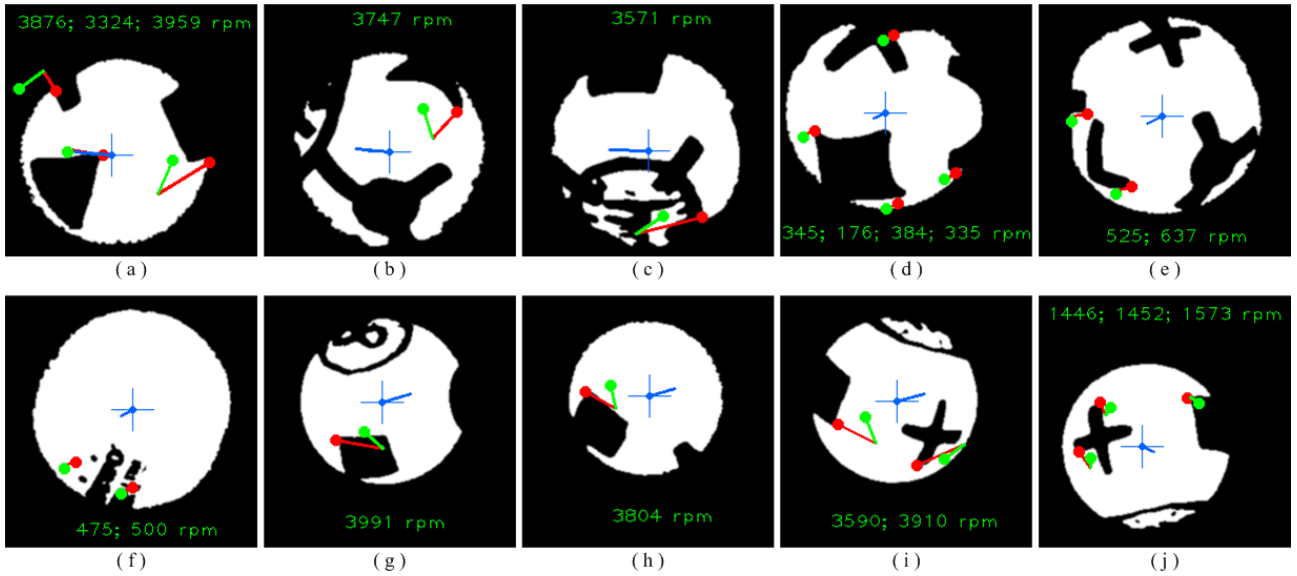 3876; 3324; 3959 rpm
3747 rpm
3571 rpm
345; 176; 384; 335 rpm
525; 637 rpm
(a)
(b)
(c)
(d)
(e)
475; 500 rpm
3991 rpm
3804 rpm
3590; 3910 rpm
1446; 1452; 1573 rpm
(f)
(g)
(h)
(i)
(j)